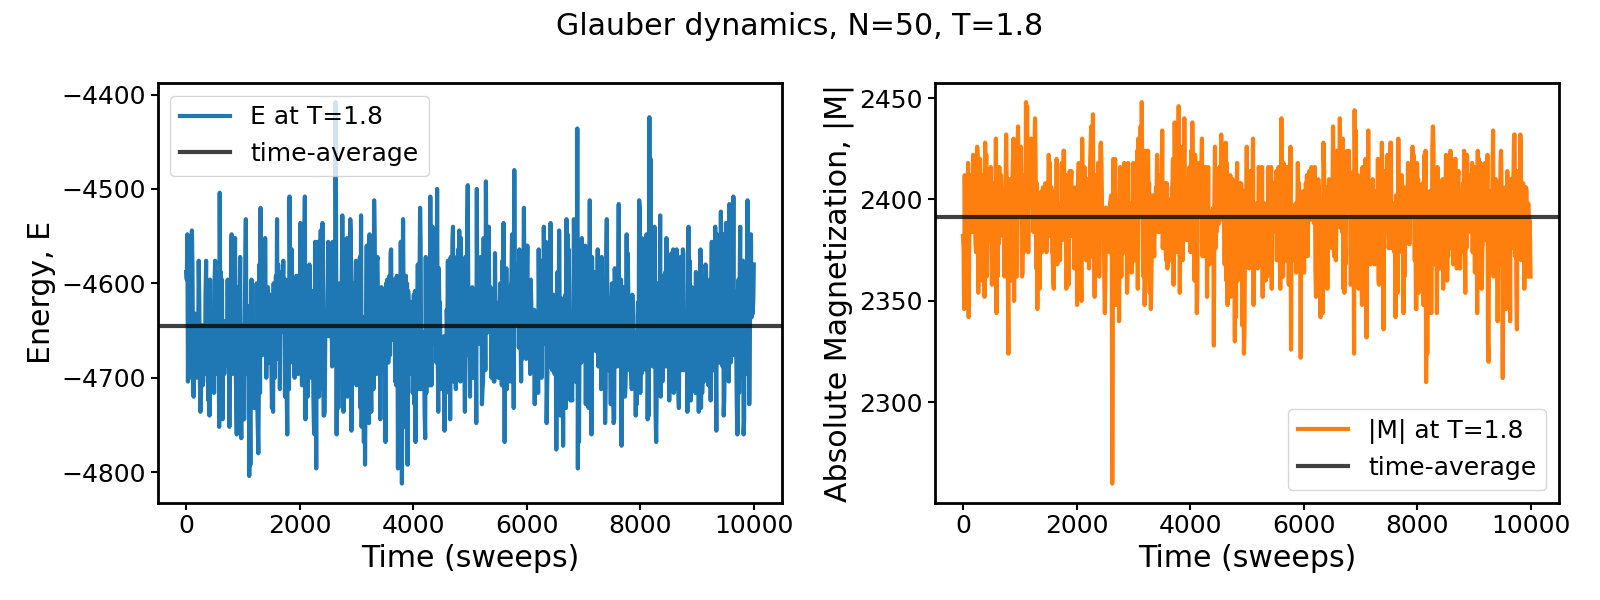 Glauber dynamics, N=50, T=1.8
Energy, E
−4400
−4500
−4600
−4700
−4800
E at T=1.8
time-average
0 2000 4000 6000 8000 10000
Time (sweeps)
Absolute Magnetization, |M|
2450
2400
2350
2300
|M| at T=1.8
time-average
0 2000 4000 6000 8000 10000
Time (sweeps)